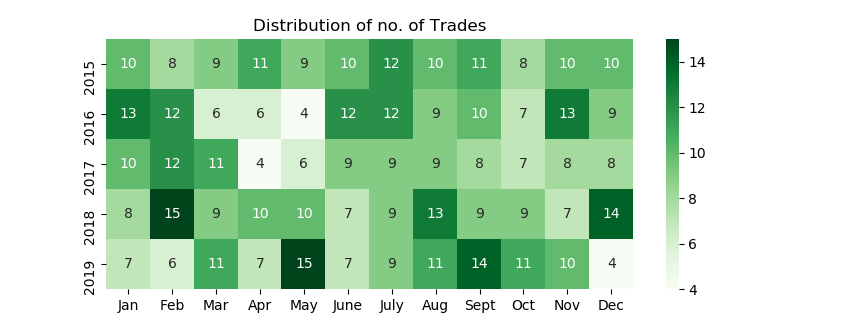 Distribution of no. of Trades
2015 10 8 9 11 9 10 12 10 11 8 10 10
2016 13 12 6 6 4 12 12 9 10 7 13 9
2017 10 12 11 4 6 9 9 9 8 7 8 8
2018 8 15 9 10 10 7 9 13 9 9 7 14
2019 7 6 11 7 15 7 9 11 14 11 10 4
Jan Feb Mar Apr May June July Aug Sept Oct Nov Dec
14
12
10
8
6
4